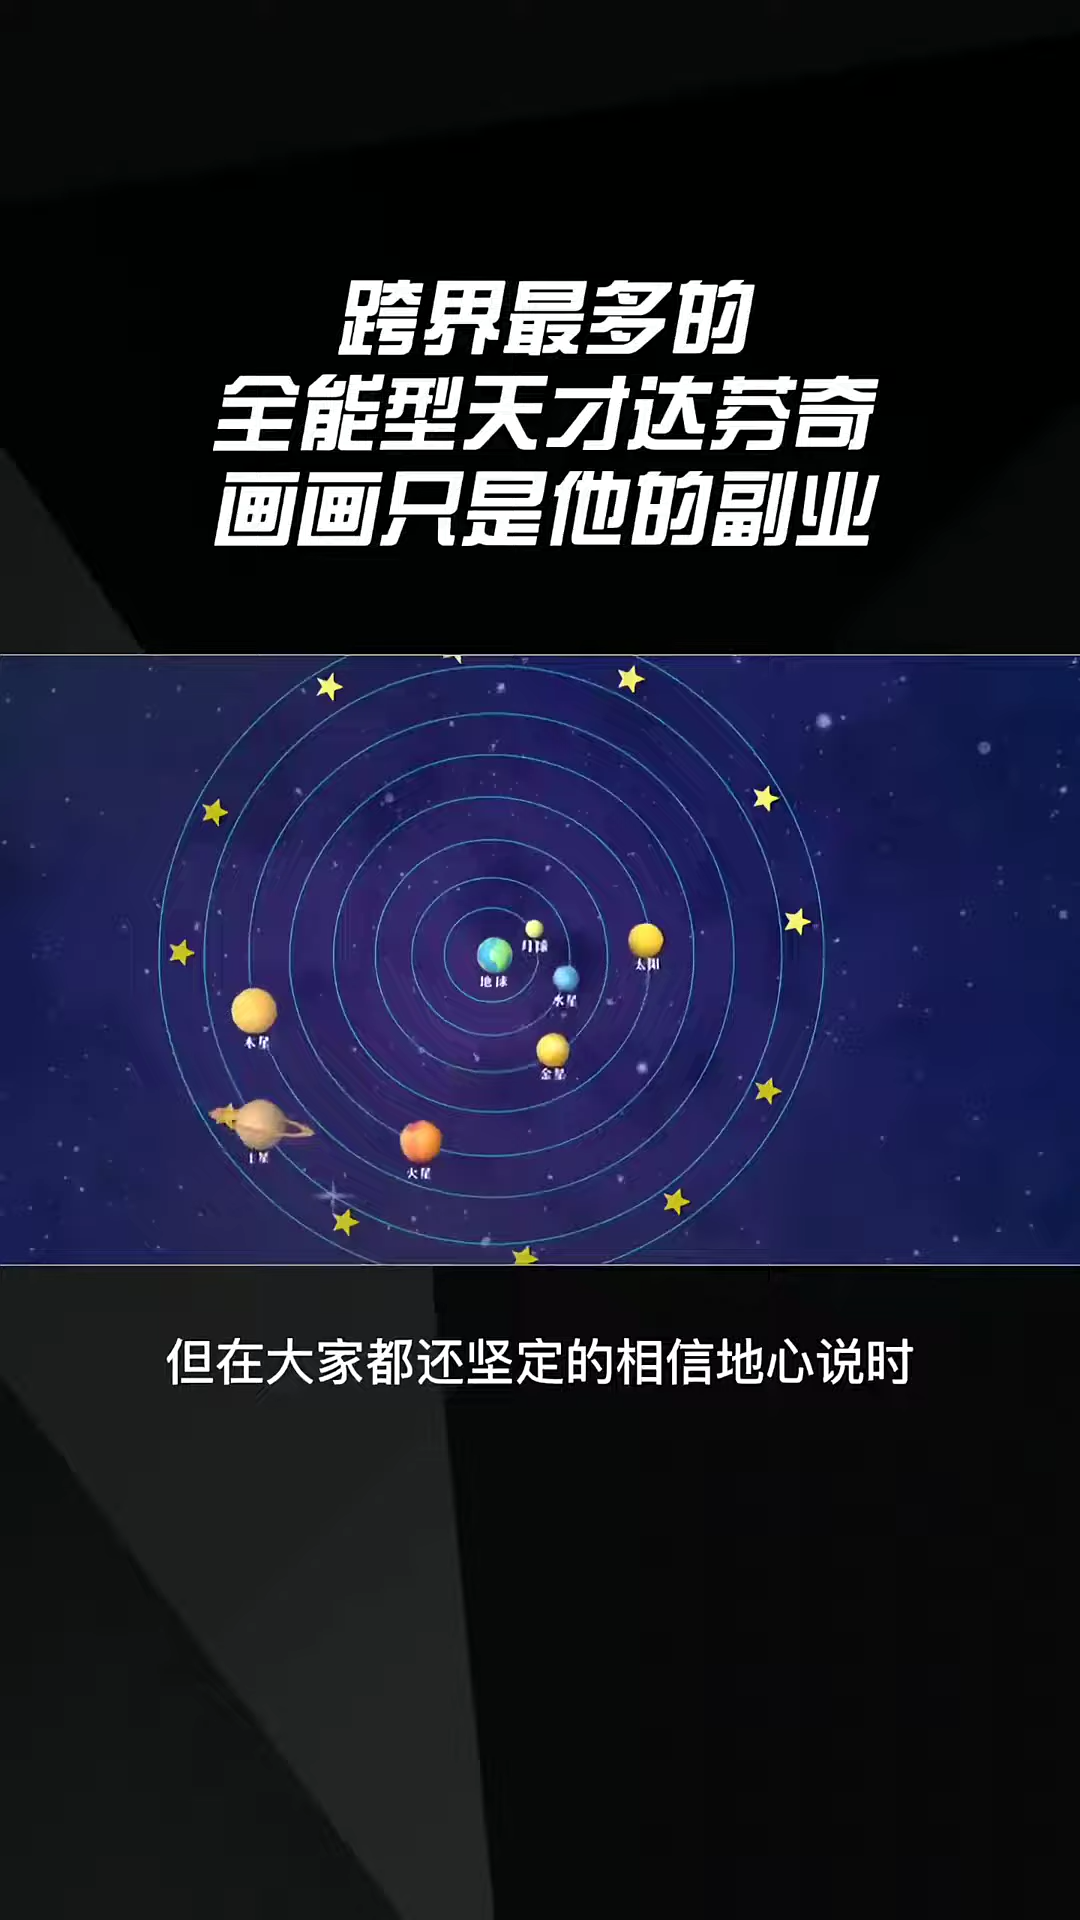 跨界最多的
全能型天才达芬奇
画画只是他的副业
月球
太阳
地球
水星
木星
金星
土星
火星
但在大家都还坚定的相信地心说时